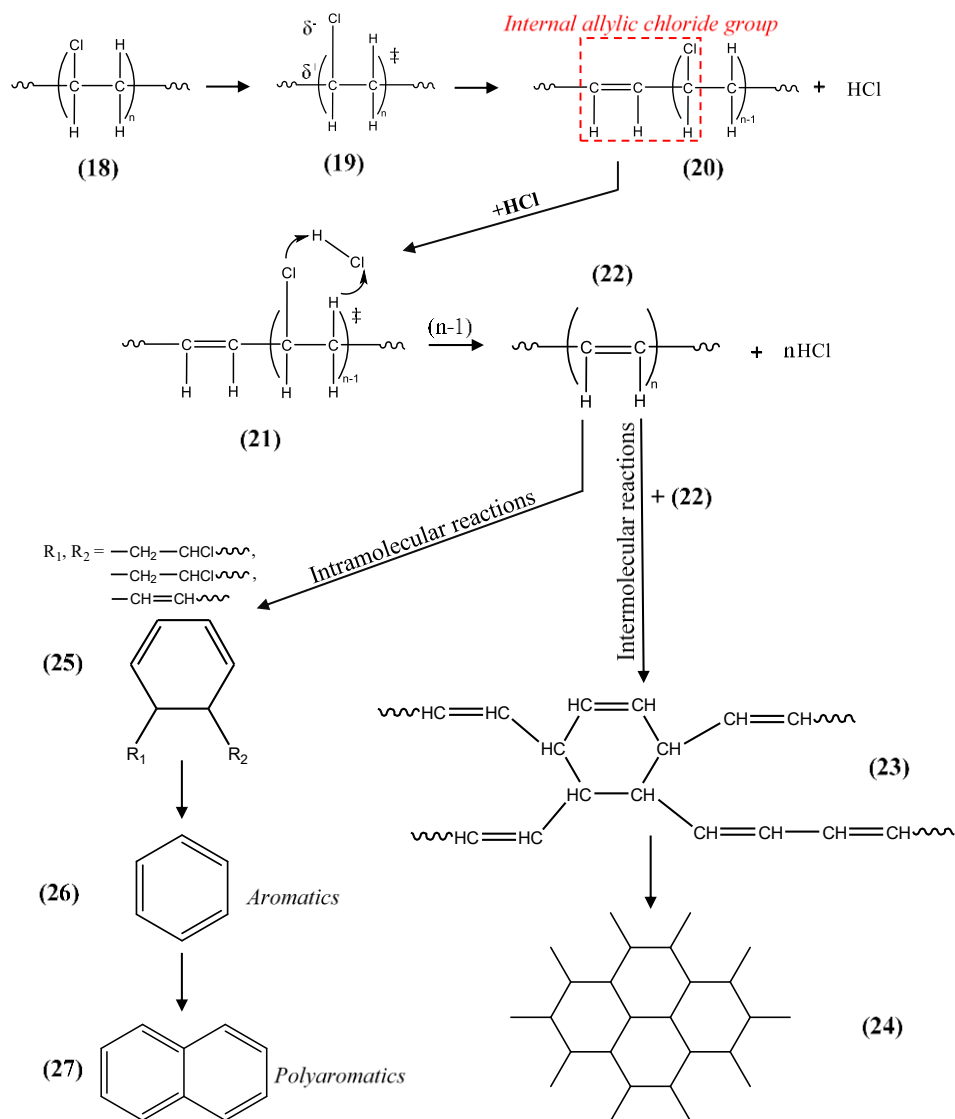 Internal allylic chloride group
Cl H
C C
H H
n
(18)
δ- Cl H ‡
δ+
C C
H H
n
(19)
Cl H
C C C C
H H H H
n-1
+ HCl
(20)
+HCl
H
Cl
Cl
H
‡
C C C C
H H H H
n-1
(21)
(n-1)
(22)
C C
H H
n
+ nHCl
Intramolecular reactions
Intermolecular reactions
+ (22)
R1, R2 = CH2 CHCl ,
CH2 CHCl ,
CH CH
(25)
R1 R2
HC HC HC CH CH CH
HC CH (23)
HC CH
HC HC CH CH CH CH
(26) Aromatics
(24)
(27) Polyaromatics